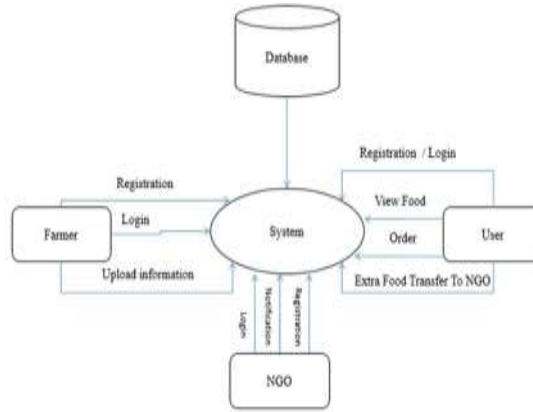 Database
Registration / Login
Registration
View Food
Login
Farmer
System
User
Order
Upload information
Extra Food Transfer To NGO
Login
Notification
Registration
NGO